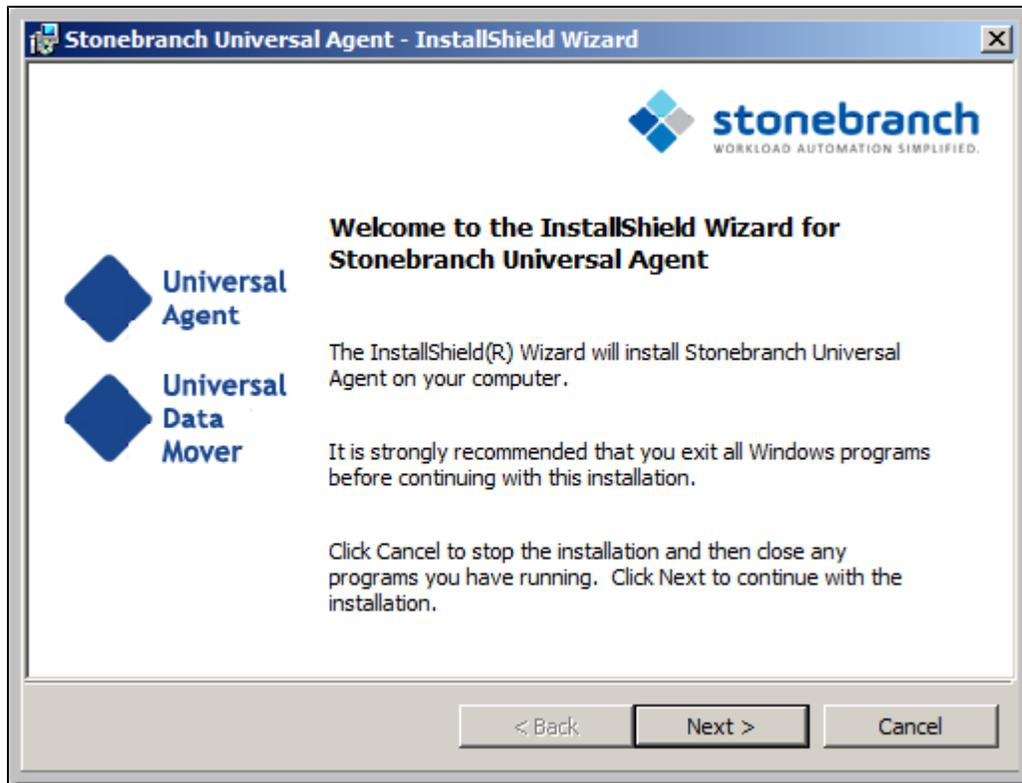 Stonebranch Universal Agent - InstallShield Wizard
stonebranch
WORKLOAD AUTOMATION SIMPLIFIED.
Welcome to the InstallShield Wizard for
Stonebranch Universal Agent
Universal
Agent
Universal
Data
Mover
The InstallShield(R) Wizard will install Stonebranch Universal
Agent on your computer.
It is strongly recommended that you exit all Windows programs
before continuing with this installation.
Click Cancel to stop the installation and then close any
programs you have running.  Click Next to continue with the
installation.
< Back
Next >
Cancel